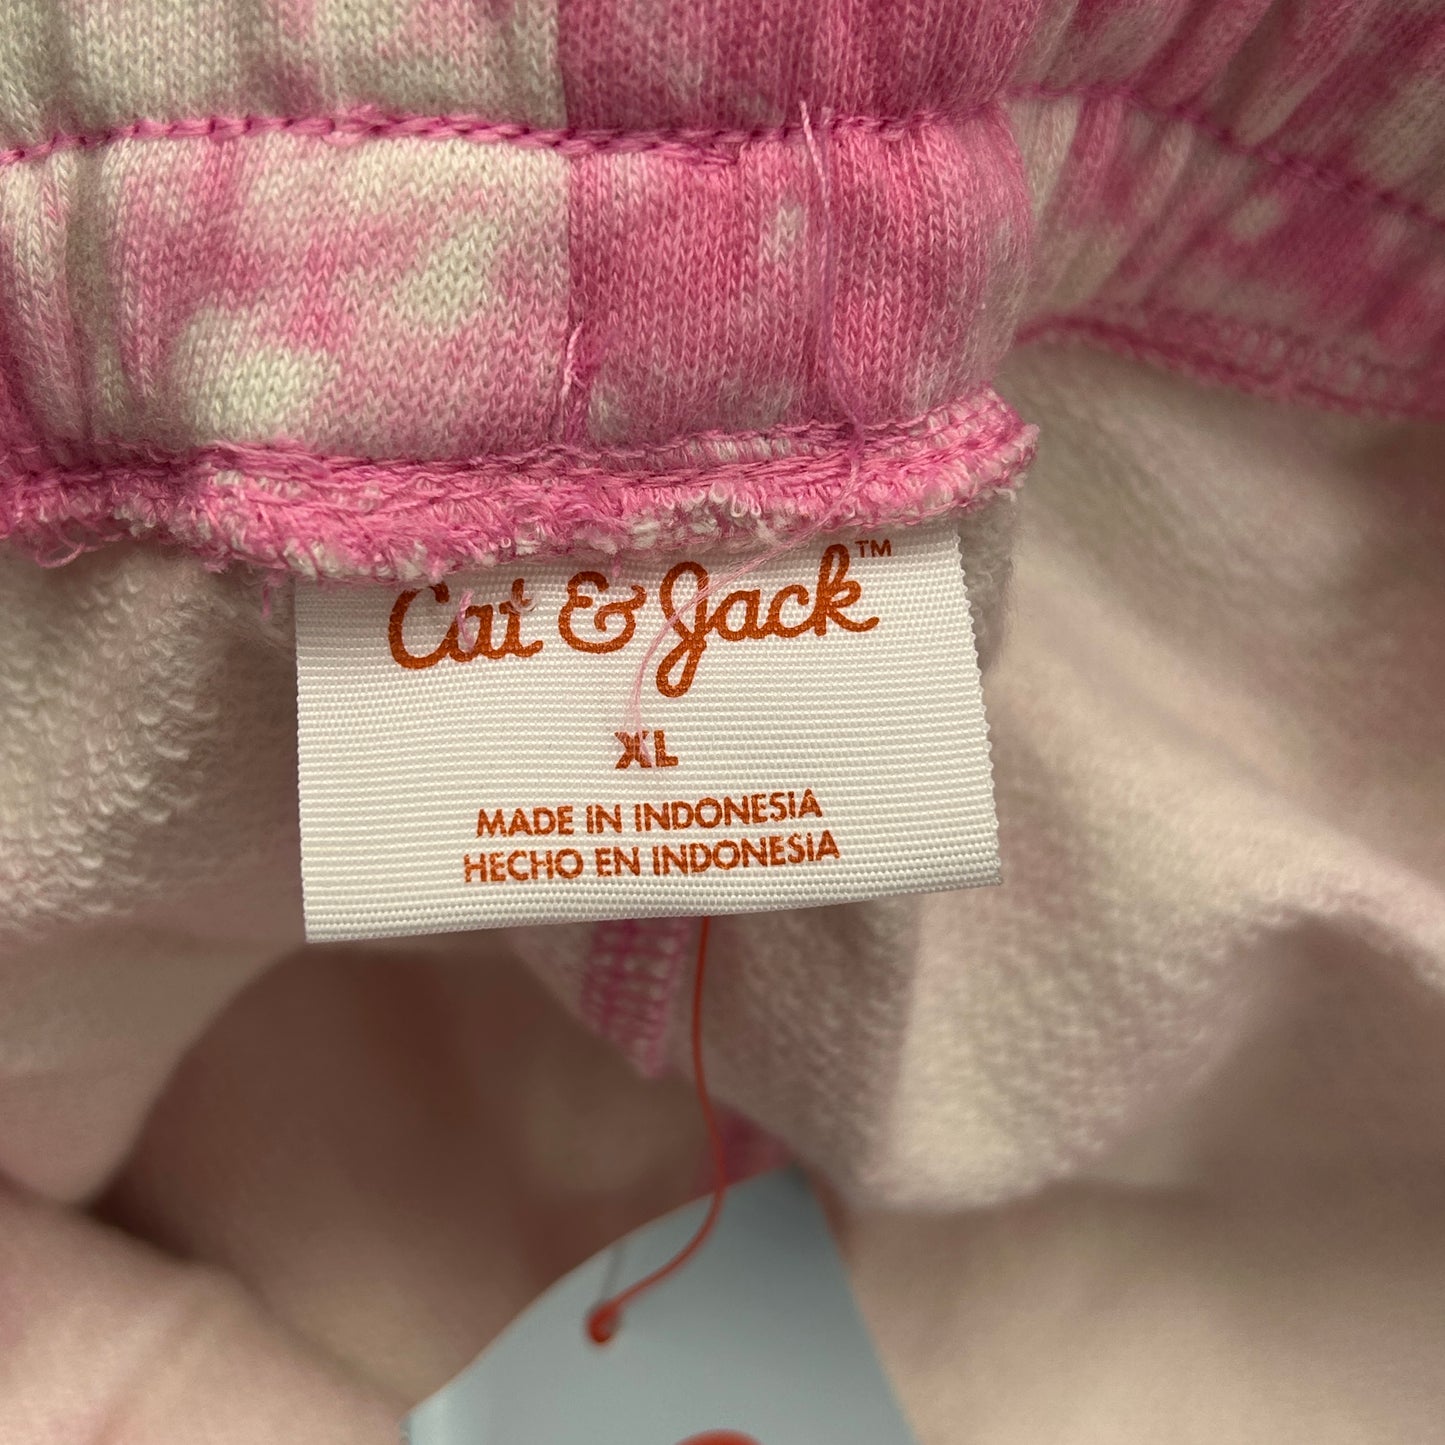 Cat & Jack™
XL
MADE IN INDONESIA
HECHO EN INDONESIA